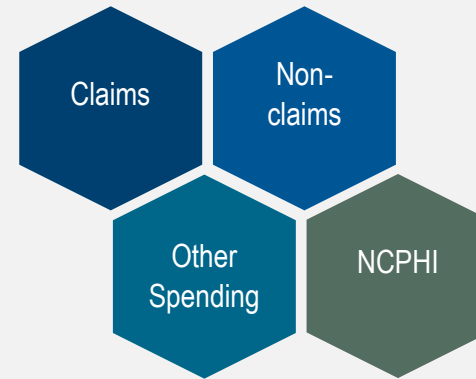 Claims
Non-
claims
Other
Spending
NCPHI